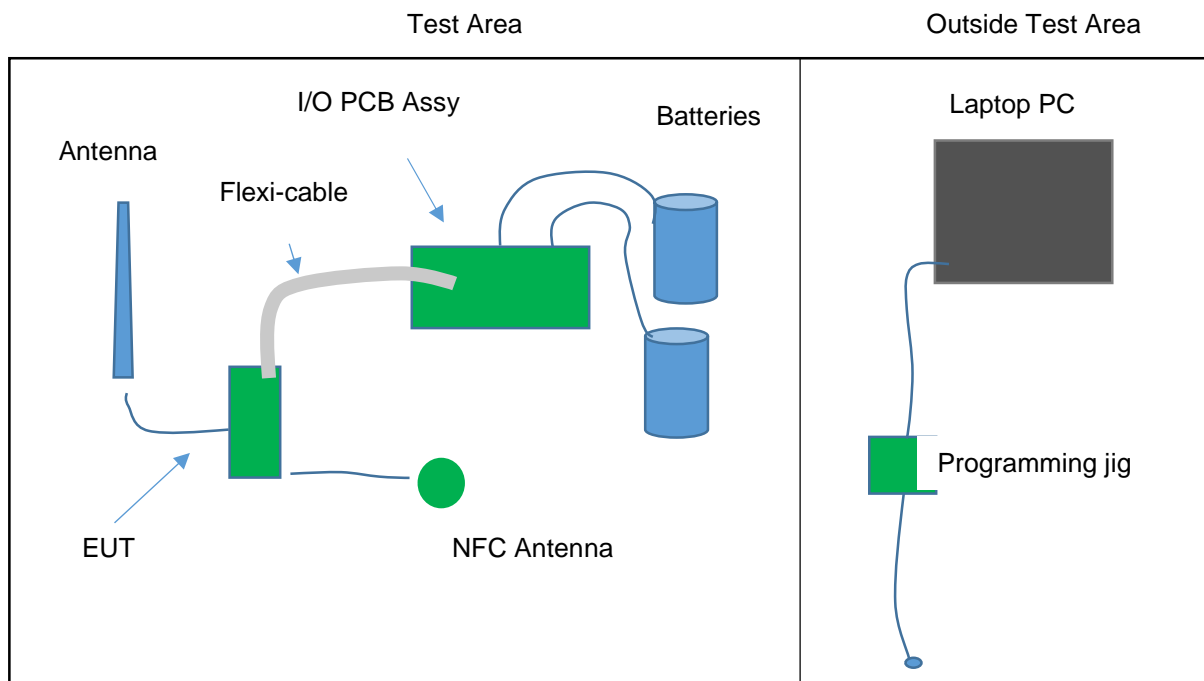 Test Area
Outside Test Area
I/O PCB Assy
Batteries
Laptop PC
Antenna
Flexi-cable
Programming jig
EUT
NFC Antenna